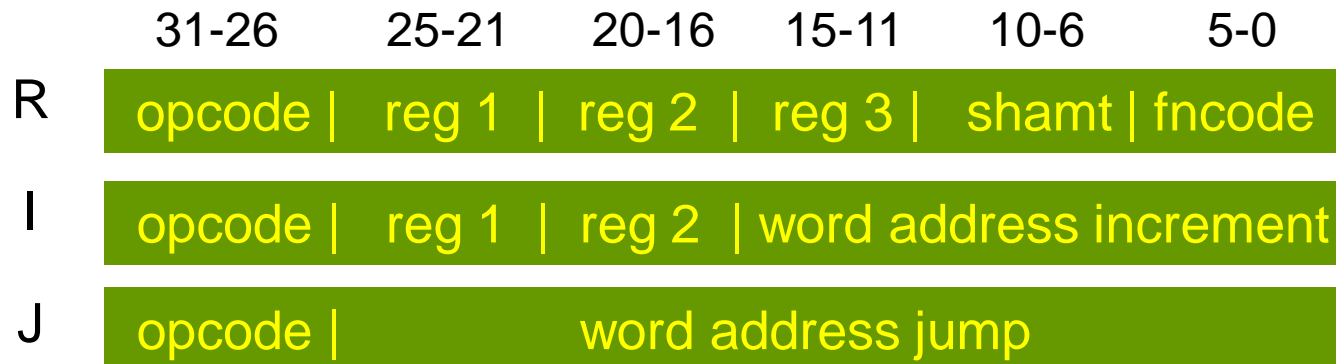 31-26 25-21 20-16 15-11 10-6 5-0
R opcode | reg 1 | reg 2 | reg 3 | shamt | fncode
I opcode | reg 1 | reg 2 | word address increment
J opcode | word address jump